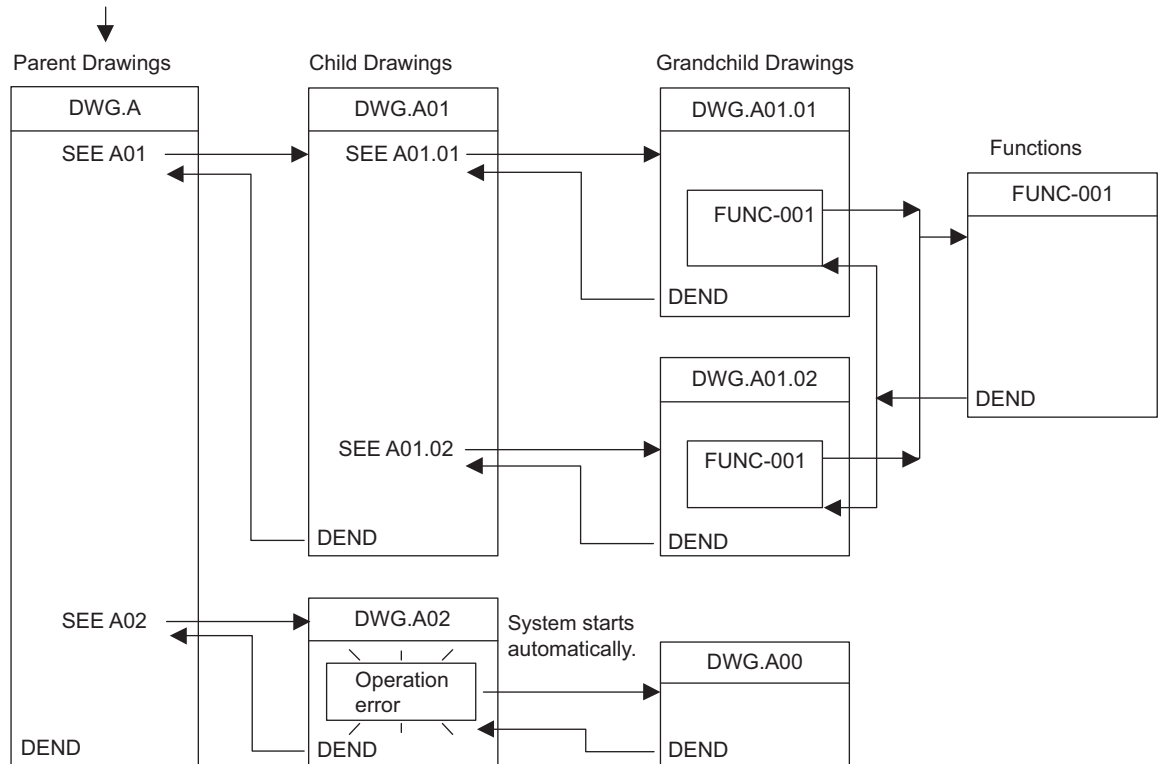 Parent Drawings
Child Drawings
Grandchild Drawings
DWG.A
DWG.A01
DWG.A01.01
SEE A01
SEE A01.01
Functions
FUNC-001
FUNC-001
DEND
DWG.A01.02
DEND
SEE A01.02
FUNC-001
DEND
DEND
SEE A02
DWG.A02
System starts
automatically.
DWG.A00
Operation
error
DEND
DEND
DEND